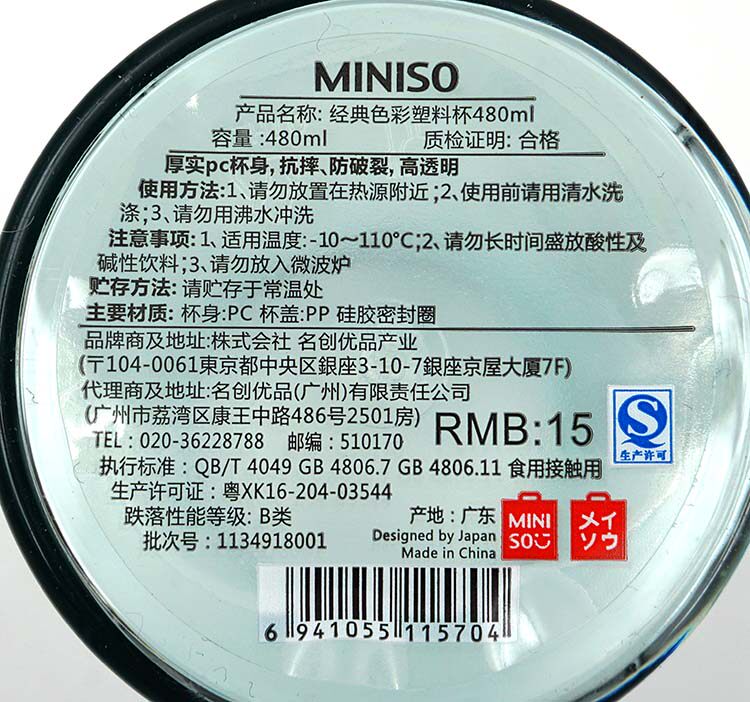 MINISO
产品名称: 经典色彩塑料杯480ml
容量:480ml 质检证明: 合格
厚实pc杯身, 抗摔、防破裂, 高透明
使用方法:1、请勿放置在热源附近;2、使用前请用清水洗
涤;3、请勿用沸水冲洗
注意事项: 1、适用温度: -10～110℃;2、请勿长时间盛放酸性及
碱性饮料;3、请勿放入微波炉
贮存方法: 请贮存于常温处
主要材质: 杯身:PC 杯盖:PP 硅胶密封圈
品牌商及地址:株式会社 名创优品产业
(〒104-0061東京都中央区銀座3-10-7銀座京屋大厦7F)
代理商及地址:名创优品(广州)有限责任公司
(广州市荔湾区康王中路486号2501房)
TEL : 020-36228788 邮编 : 510170
RMB:15
生产许可
执行标准 : QB/T 4049 GB 4806.7 GB 4806.11 食用接触用
生产许可证 : 粤XK16-204-03544
跌落性能等级: B类 产地 : 广东
批次号 : 1134918001
Designed by Japan
Made in China
MINI
SO
メイ
ソウ
6 941055 115704